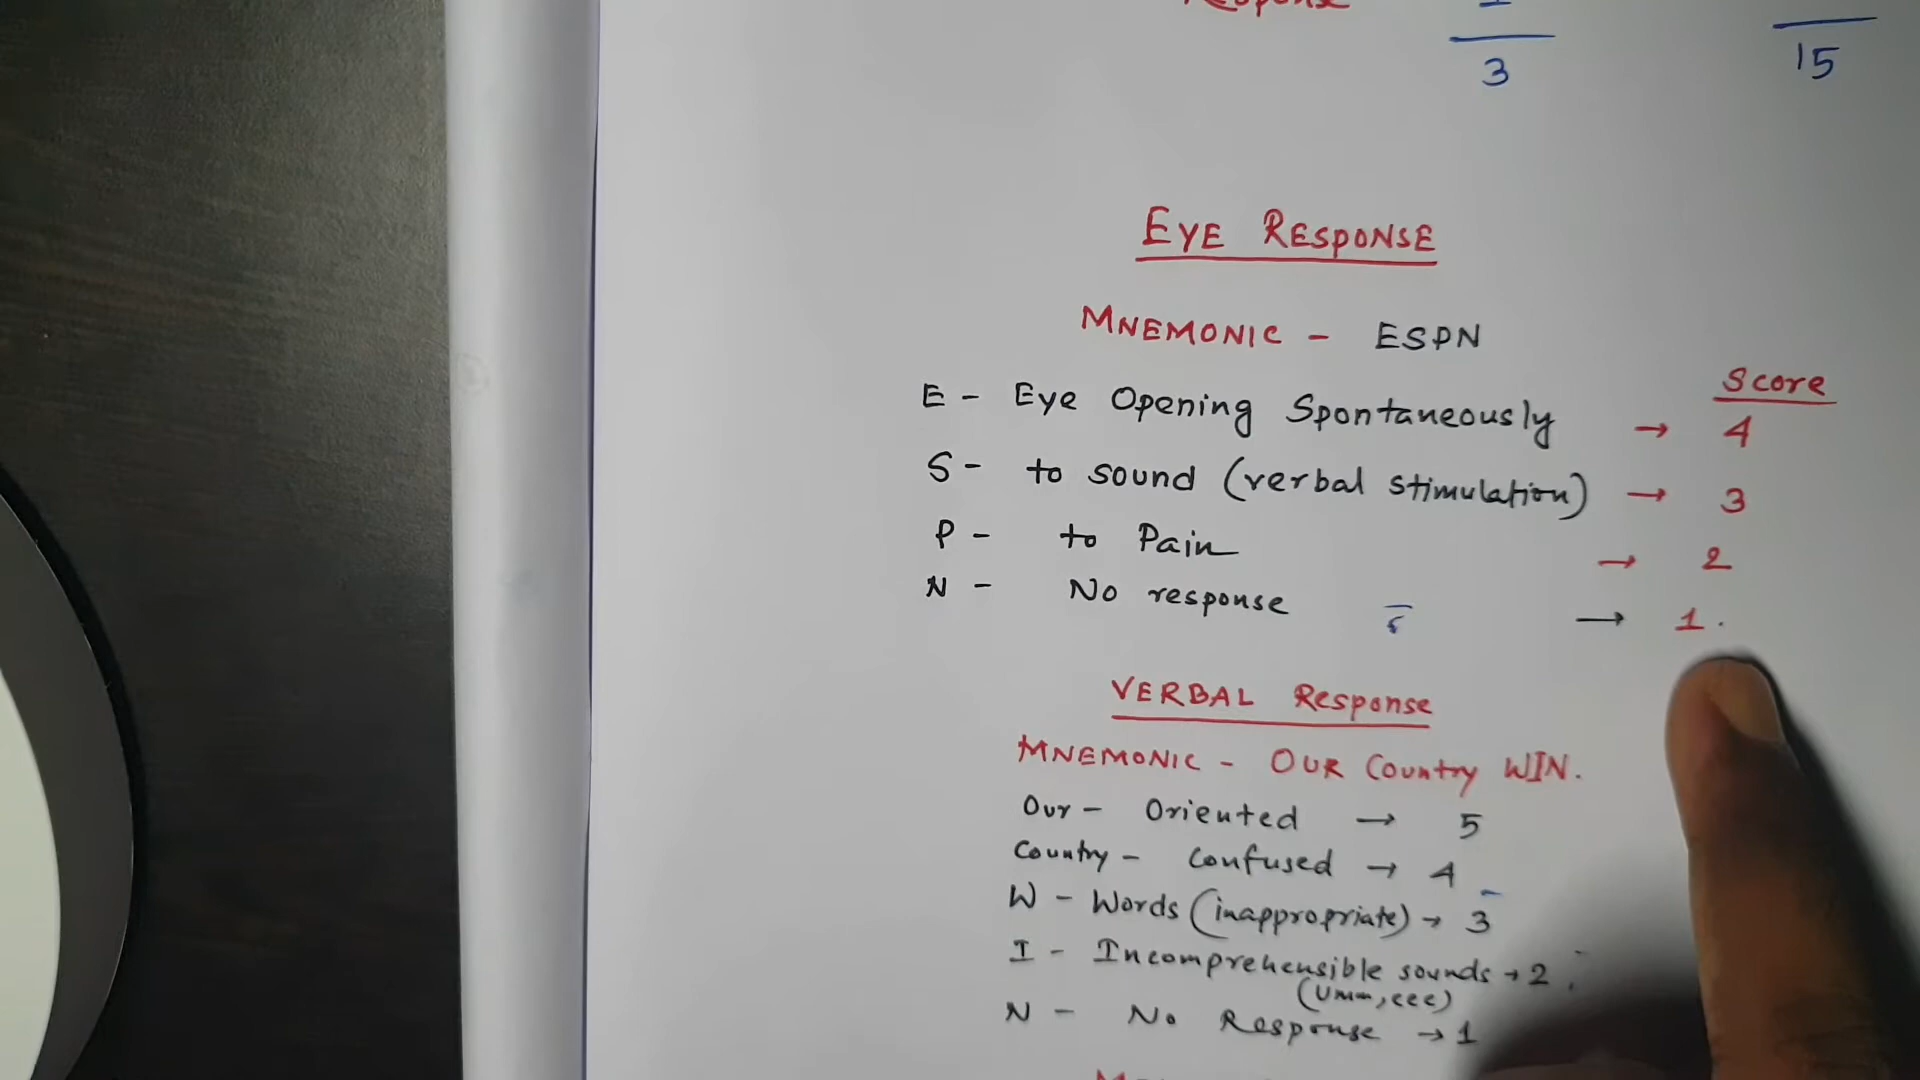 Response
3 15
EYE RESPONSE
MNEMONIC - ESPN
Score
E - Eye Opening Spontaneously → 4
S - to sound (verbal stimulation) → 3
P - to Pain → 2
N - No response → 1.
VERBAL Response
MNEMONIC - OUR Country WIN.
Our - Oriented → 5
Country - Confused → 4
W - Words (inappropriate) → 3
I - Incomprehensible sounds → 2
(Umm, eee)
N - No Response → 1